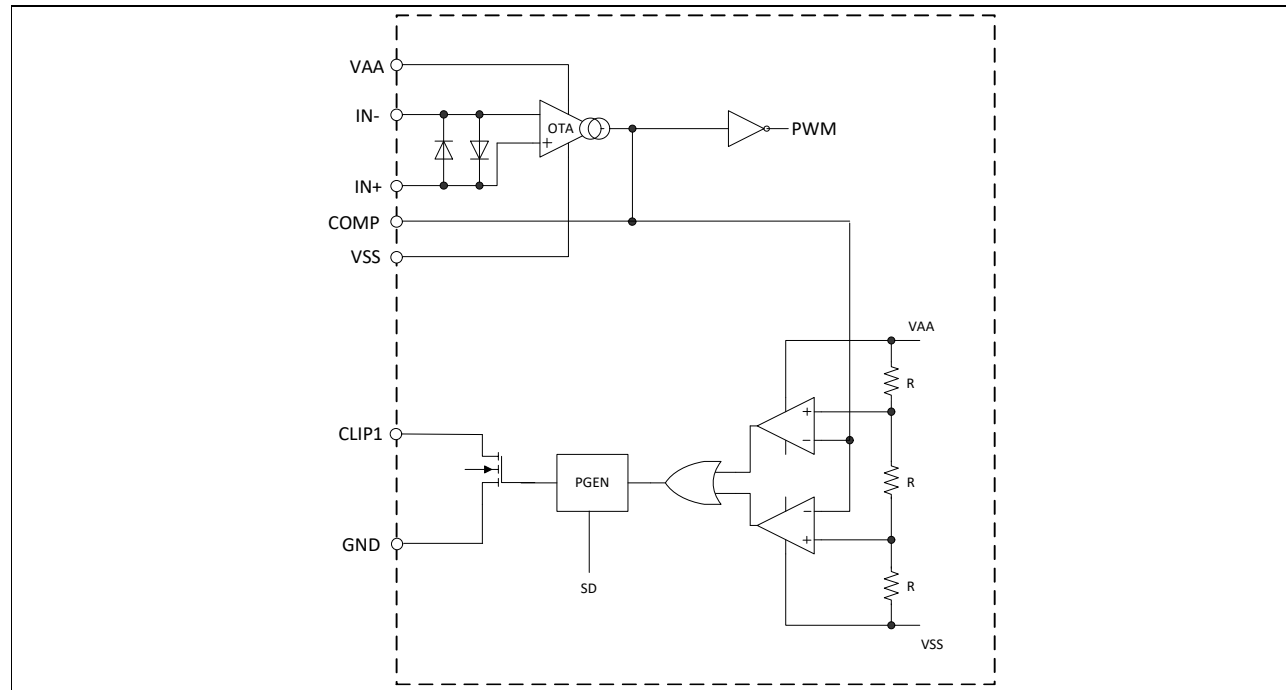 VAA
IN-
OTA
+
PWM
IN+
COMP
VSS
VAA
R
+
−
CLIP1
R
PGEN
−
GND
+
R
SD
VSS